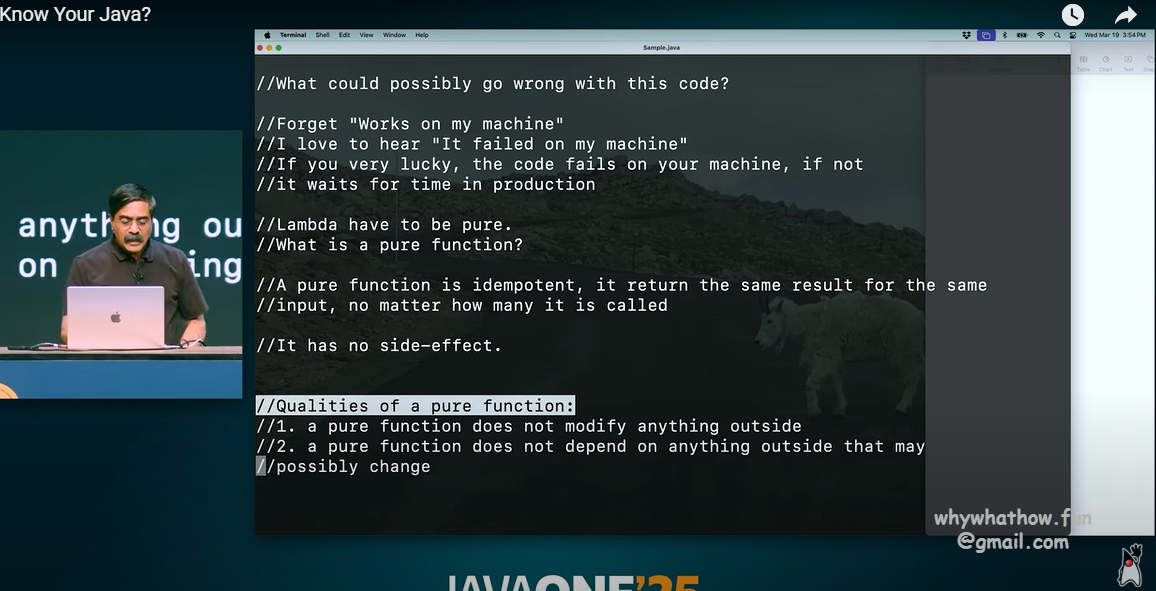 Know Your Java?
Terminal Shell Edit View Window Help
Wed Mar 19 3:54 PM
Sample.java
//What could possibly go wrong with this code?
//Forget "Works on my machine"
//I love to hear "It failed on my machine"
//If you very lucky, the code fails on your machine, if not
//it waits for time in production
//Lambda have to be pure.
//What is a pure function?
//A pure function is idempotent, it return the same result for the same
//input, no matter how many it is called
//It has no side-effect.
//Qualities of a pure function:
//1. a pure function does not modify anything outside
//2. a pure function does not depend on anything outside that may
//possibly change
anyth ng ou
on ing
Table Chart Text
whywhathow.fun
@gmail.com
JAVAONE'25